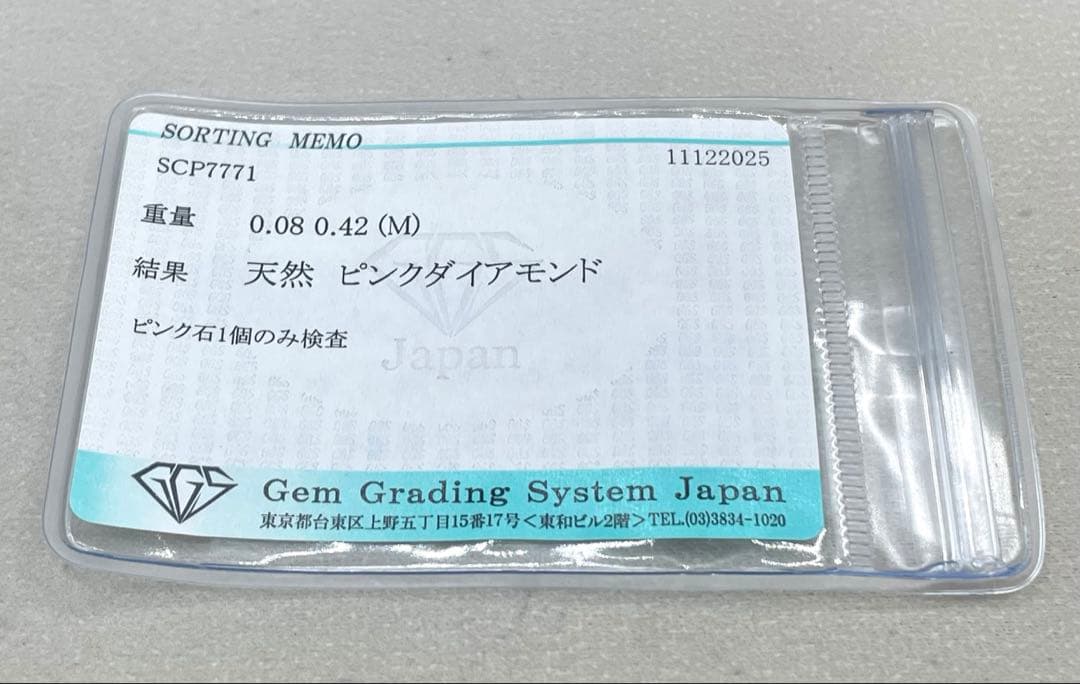 SORTING MEMO
SCP7771
11122025
重量 0.08 0.42 (M)
結果 天然 ピンクダイアモンド
ピンク石1個のみ検査
Japan
GGS
Gem Grading System Japan
東京都台東区上野五丁目15番17号<東和ビル2階>TEL.(03)3834-1020